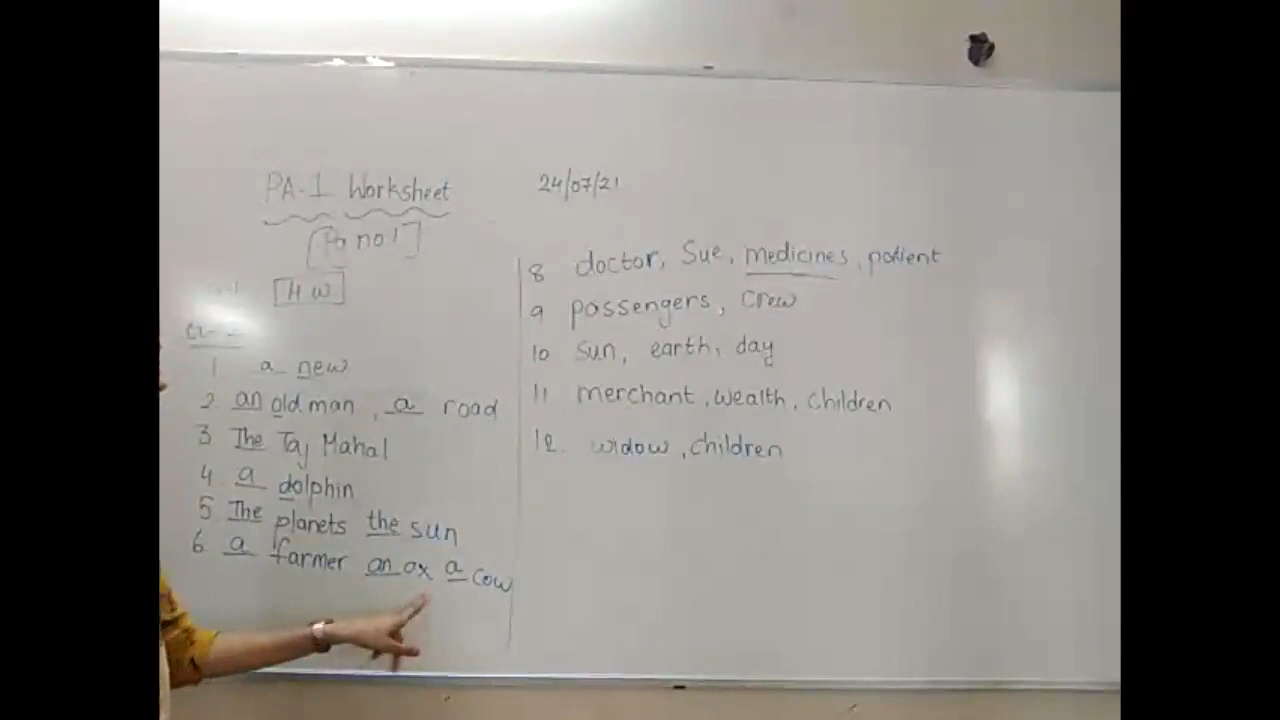 PA-1 Worksheet
24/07/21
[Pg no 1]
H W
a
1 a new
2 an old man, a road
3 The Taj Mahal
4 a dolphin
5 The planets the sun
6 a farmer an ox a cow
8 doctor, Sue, medicines, patient
9 passengers, crew
10 sun, earth, day
11 merchant, wealth, children
12. widow, children